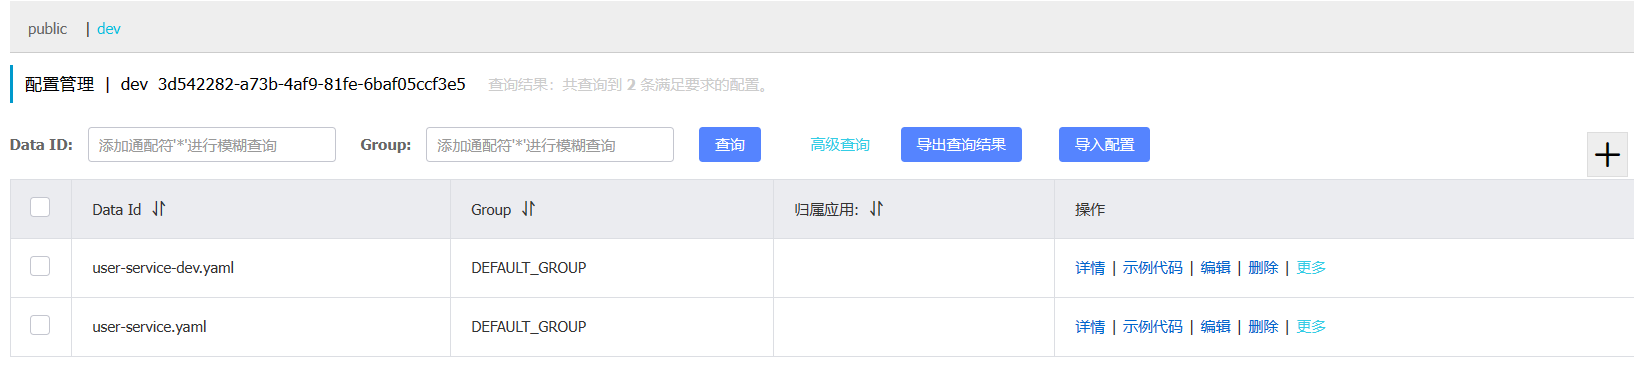 public | dev
配置管理 | dev 3d542282-a73b-4af9-81fe-6baf05ccf3e5 查询结果：共查询到 2 条满足要求的配置。
Data ID: 添加通配符'*'进行模糊查询 Group: 添加通配符'*'进行模糊查询 查询 高级查询 导出查询结果 导入配置
Data Id Group 归属应用: 操作
user-service-dev.yaml DEFAULT_GROUP 详情 | 示例代码 | 编辑 | 删除 | 更多
user-service.yaml DEFAULT_GROUP 详情 | 示例代码 | 编辑 | 删除 | 更多